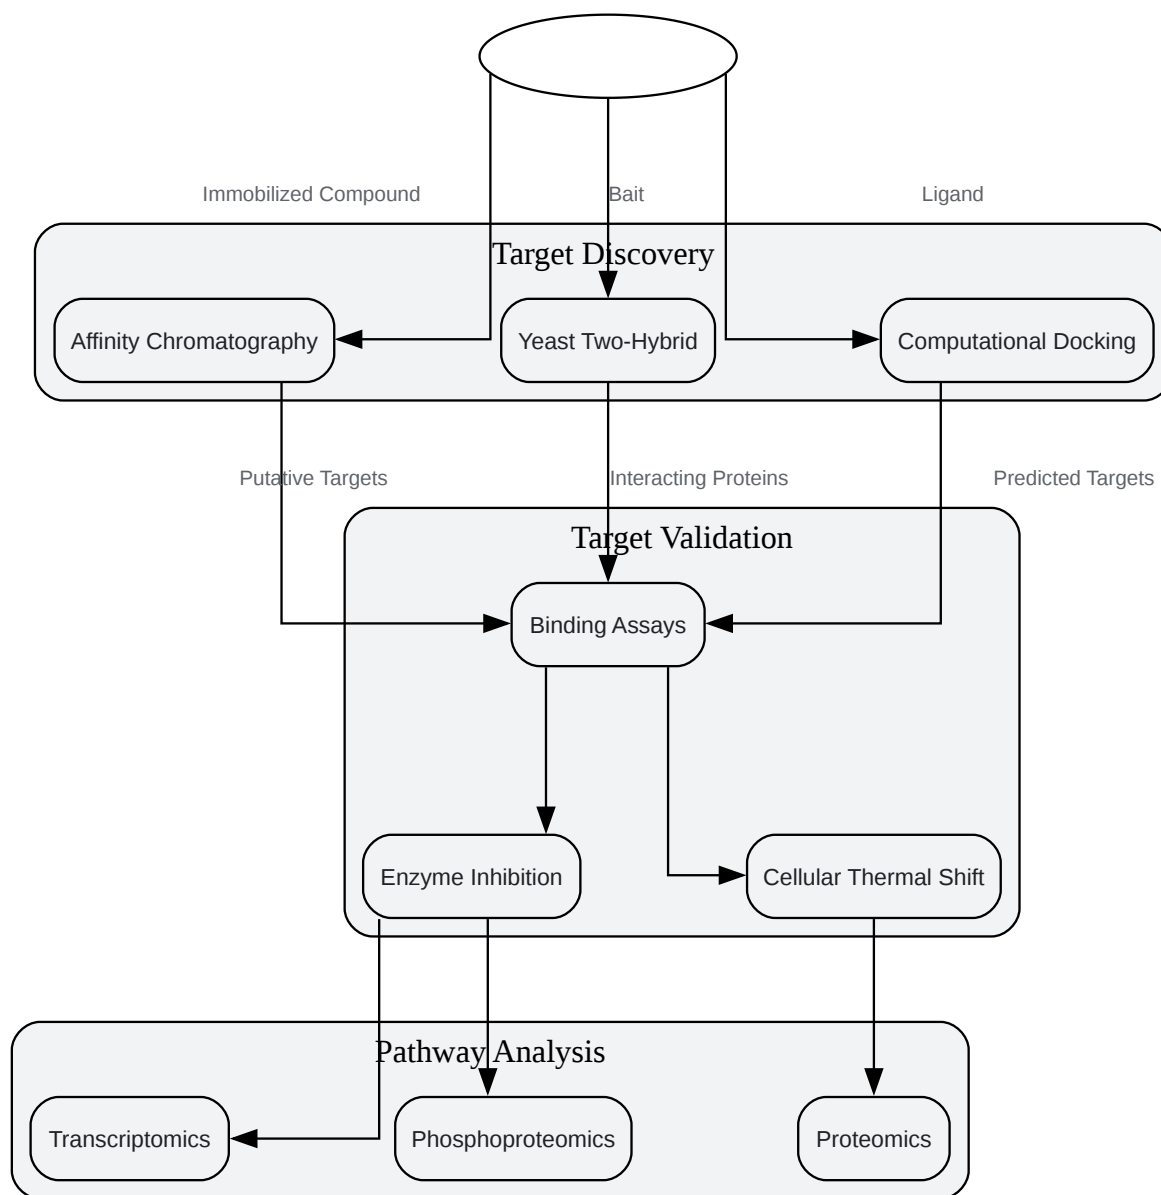 Immobilized Compound
Bait
Ligand
Target Discovery
Affinity Chromatography
Yeast Two-Hybrid
Computational Docking
Putative Targets
Interacting Proteins
Predicted Targets
Target Validation
Binding Assays
Enzyme Inhibition
Cellular Thermal Shift
Pathway Analysis
Transcriptomics
Phosphoproteomics
Proteomics